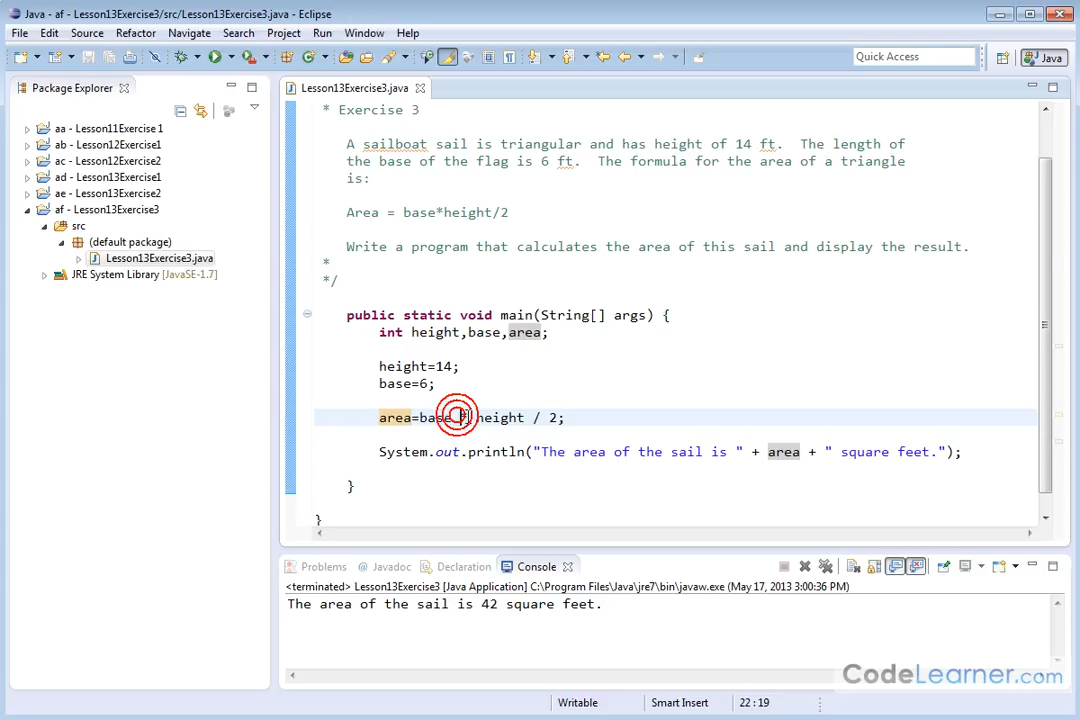 Java - af - Lesson13Exercise3/src/Lesson13Exercise3.java - Eclipse
File Edit Source Refactor Navigate Search Project Run Window Help
Quick Access
Java
Package Explorer
Lesson13Exercise3.java
aa - Lesson11Exercise1
ab - Lesson12Exercise1
ac - Lesson12Exercise2
ad - Lesson13Exercise1
ae - Lesson13Exercise2
af - Lesson13Exercise3
src
(default package)
Lesson13Exercise3.java
JRE System Library [JavaSE-1.7]
* Exercise 3
A sailboat sail is triangular and has height of 14 ft. The length of
the base of the flag is 6 ft. The formula for the area of a triangle
is:
Area = base*height/2
Write a program that calculates the area of this sail and display the result.
*
*/
public static void main(String[] args) {
int height,base,area;
height=14;
base=6;
area=base * height / 2;
System.out.println("The area of the sail is " + area + " square feet.");
}
}
Problems Javadoc Declaration Console
<terminated> Lesson13Exercise3 [Java Application] C:\Program Files\Java\jre7\bin\javaw.exe (May 17, 2013 3:00:36 PM)
The area of the sail is 42 square feet.
CodeLearner.com
Writable Smart Insert 22 : 19